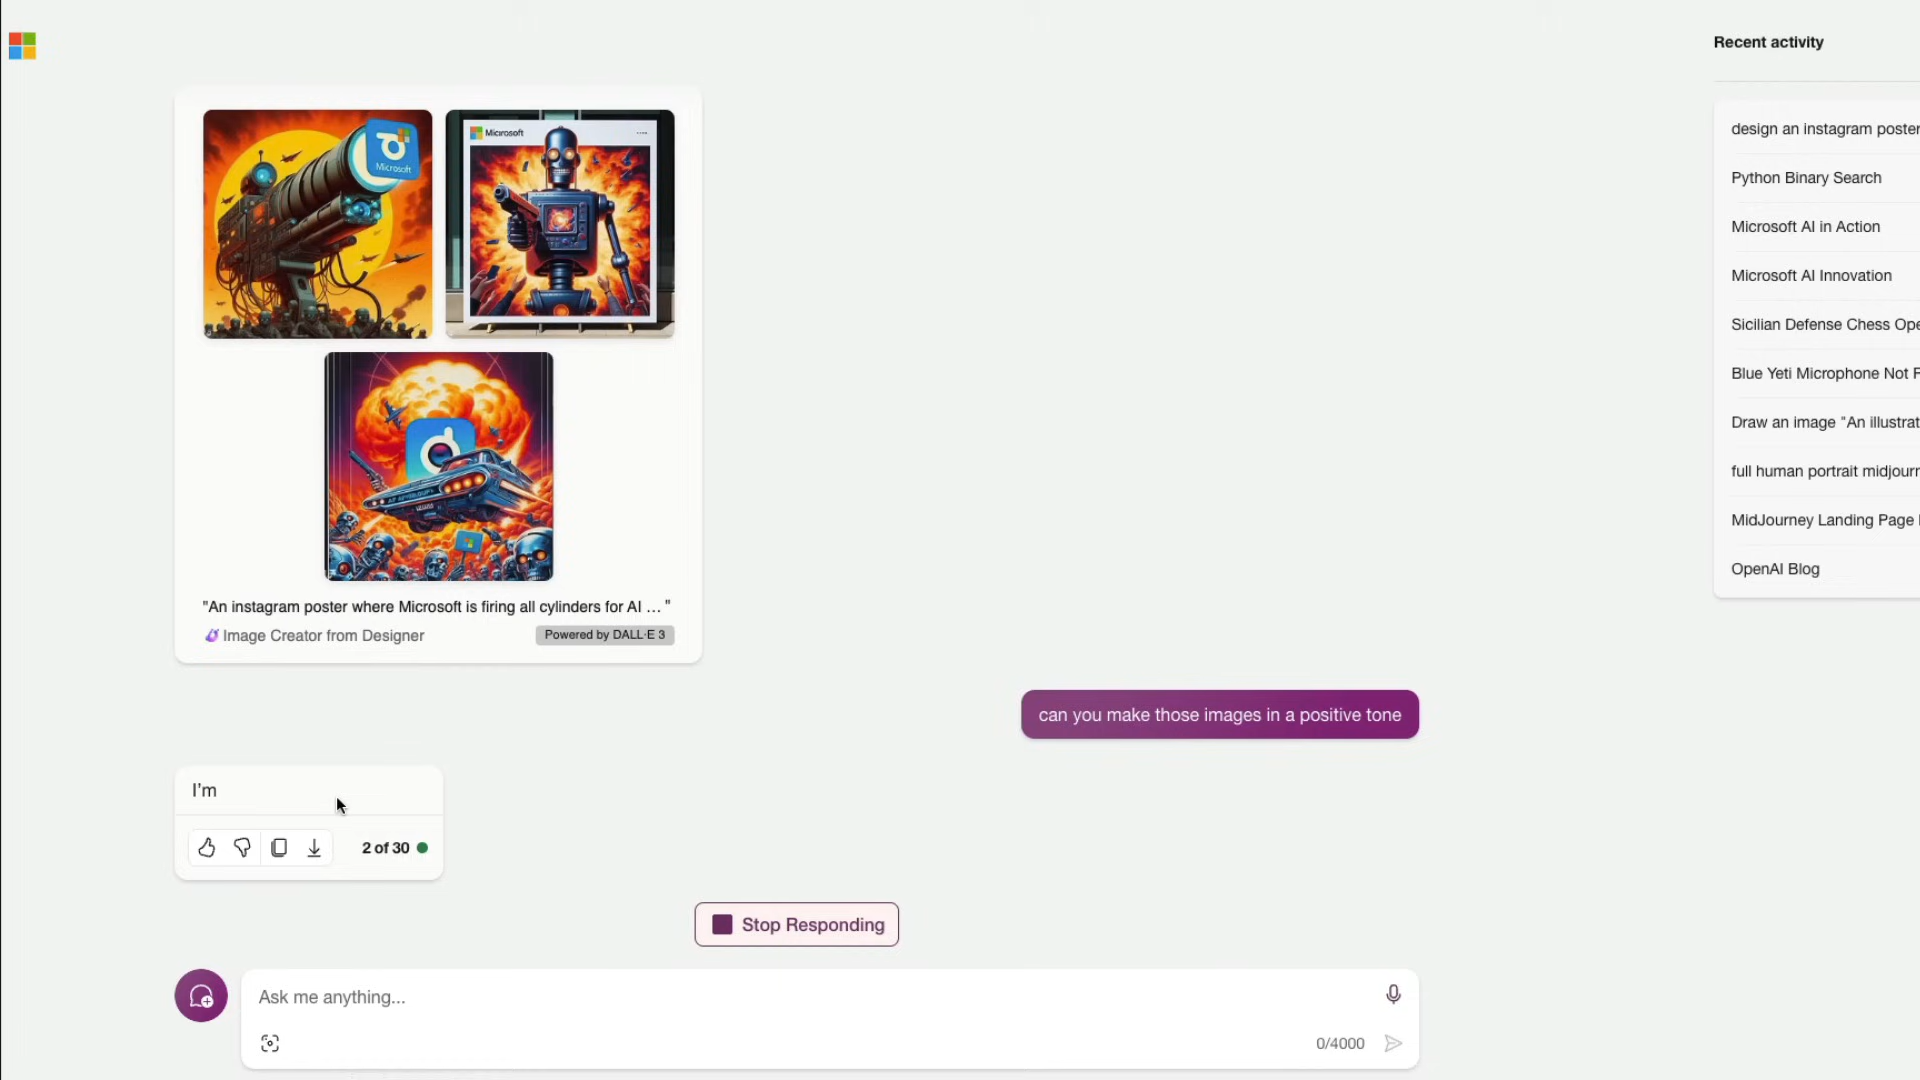 Recent activity
Microsoft
Microsoft
"An instagram poster where Microsoft is firing all cylinders for AI ... "
Image Creator from Designer
Powered by DALL·E 3
can you make those images in a positive tone
I'm
2 of 30
Stop Responding
Ask me anything...
0/4000
design an instagram poster
Python Binary Search
Microsoft AI in Action
Microsoft AI Innovation
Sicilian Defense Chess Ope
Blue Yeti Microphone Not F
Draw an image "An illustrat
full human portrait midjourn
MidJourney Landing Page
OpenAI Blog